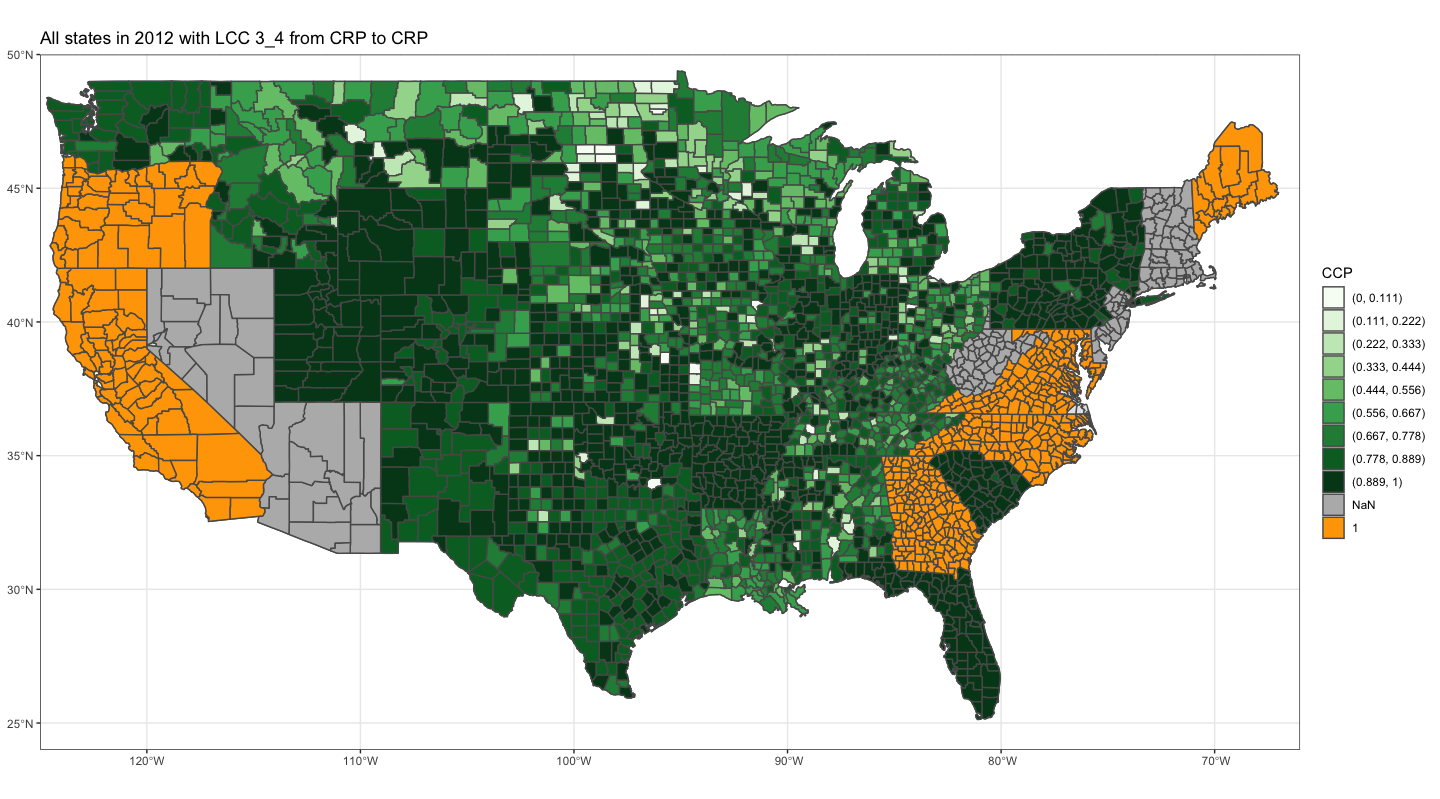 All states in 2012 with LCC 3_4 from CRP to CRP
50°N
45°N
40°N
35°N
30°N
25°N
120°W
110°W
100°W
90°W
80°W
70°W
CCP
(0, 0.111)
(0.111, 0.222)
(0.222, 0.333)
(0.333, 0.444)
(0.444, 0.556)
(0.556, 0.667)
(0.667, 0.778)
(0.778, 0.889)
(0.889, 1)
NaN
1